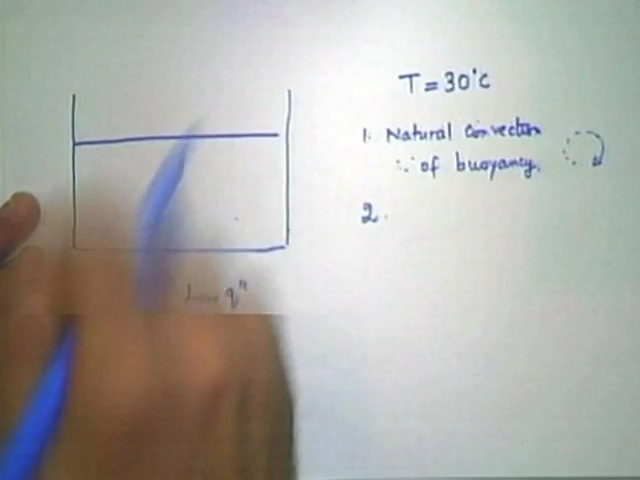 T = 30°C
1. Natural convection
∵ of buoyancy.
2.
q"